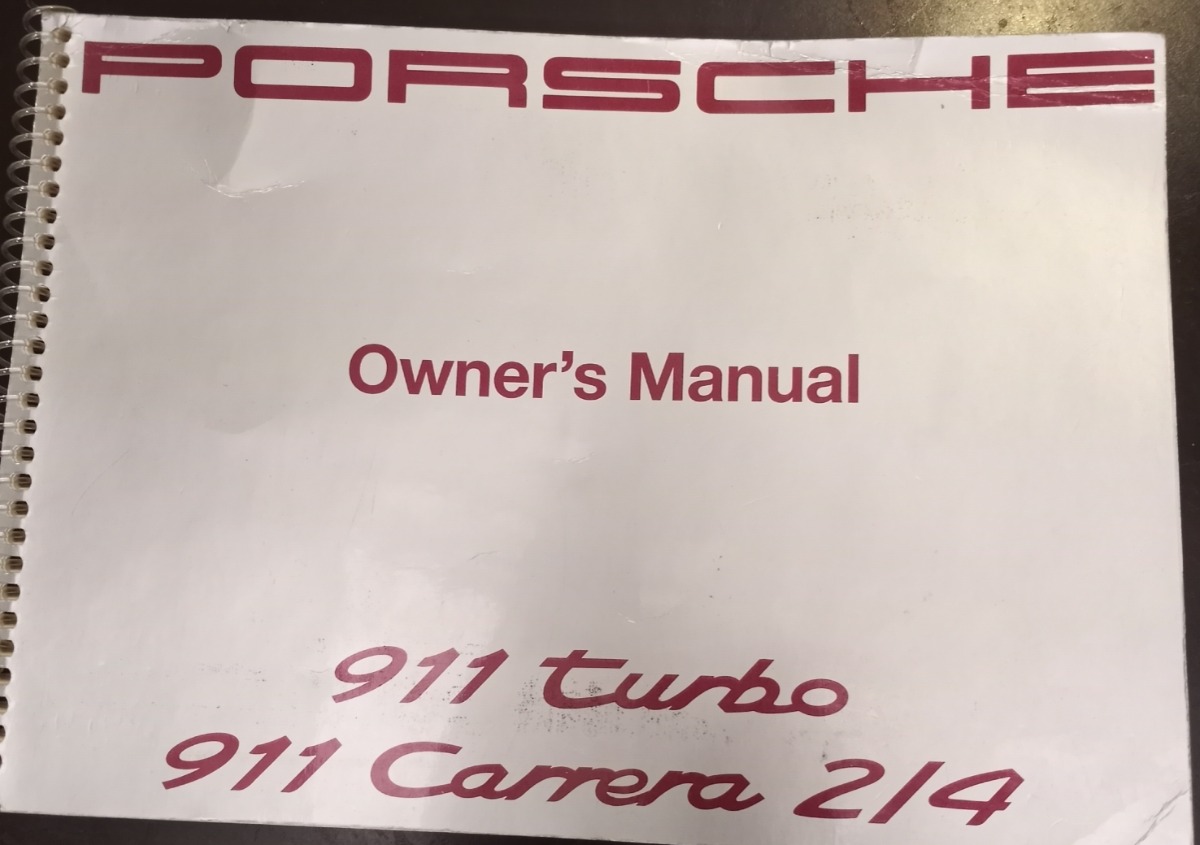 PORSCHE
Owner's Manual
911 turbo
911 Carrera 2/4